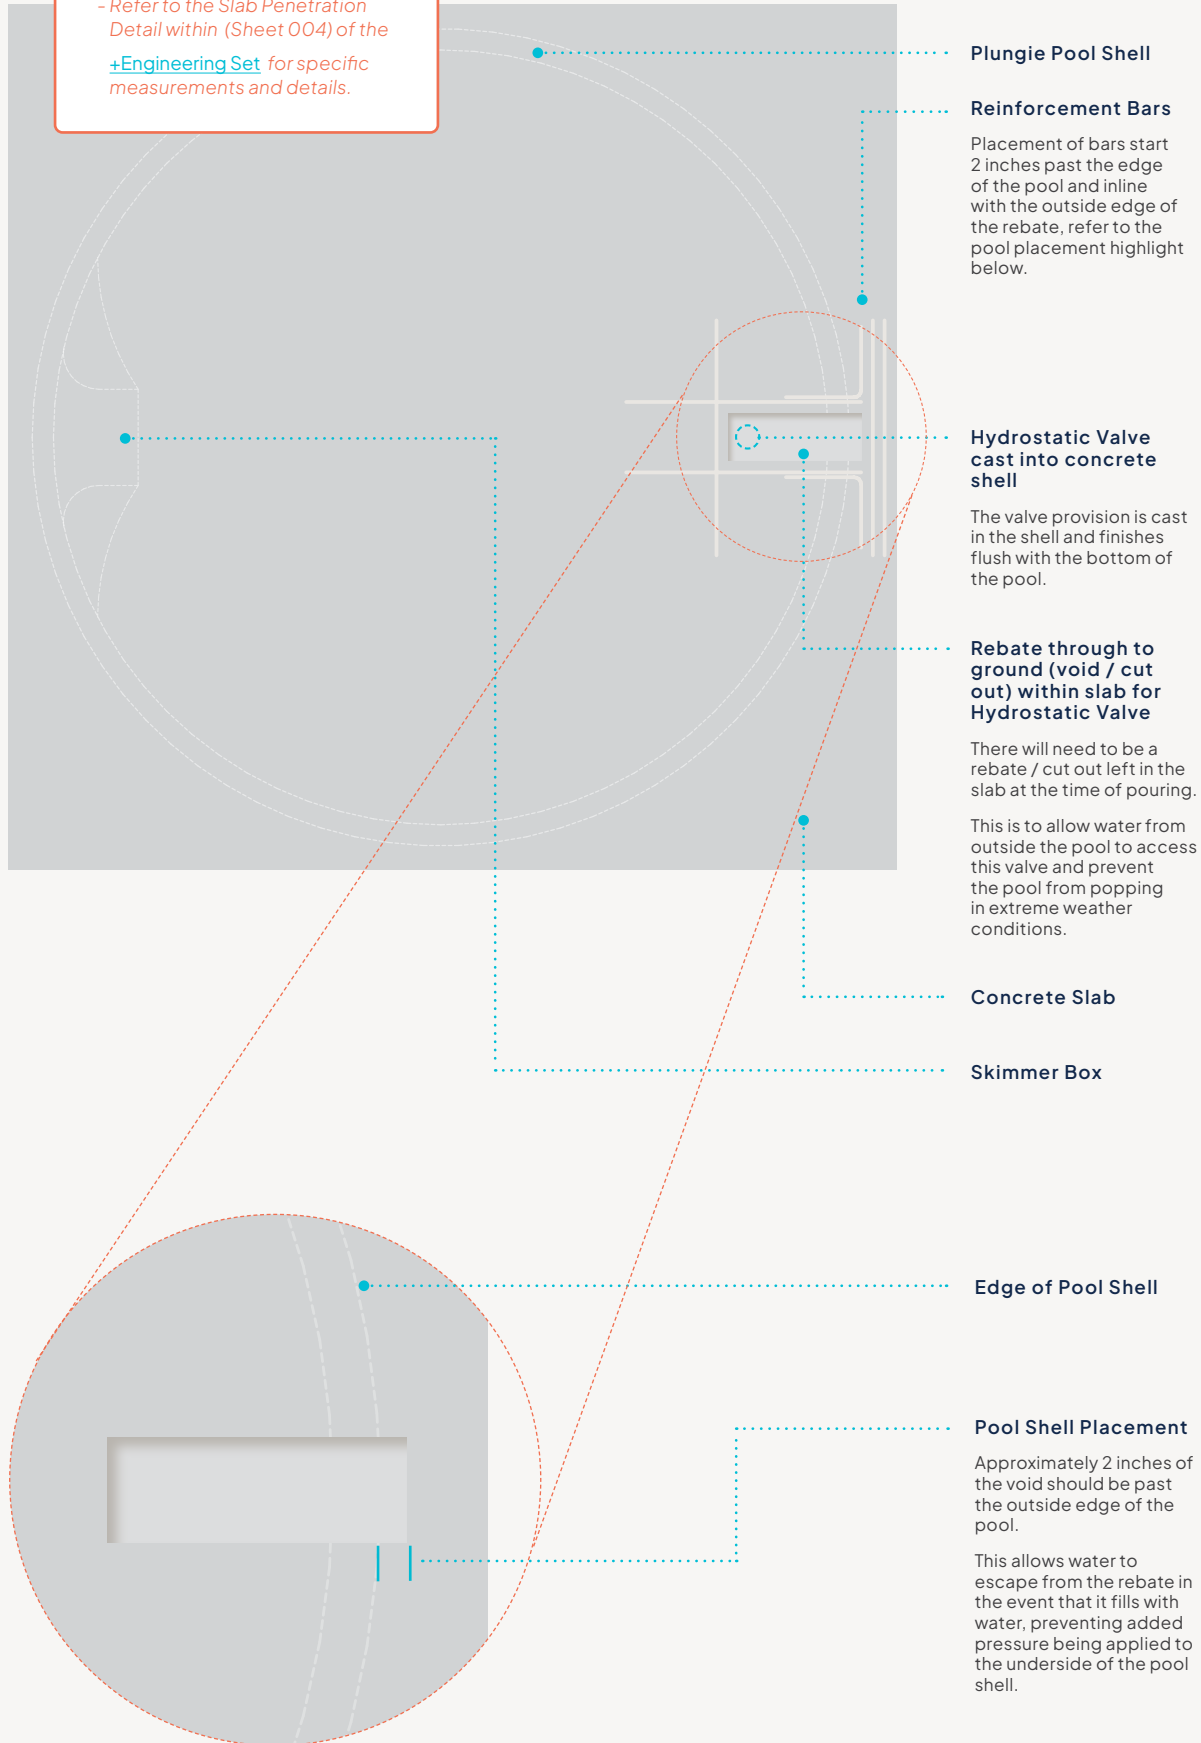 - Refer to the Slab Penetration
Detail within (Sheet 004) of the
+Engineering Set for specific
measurements and details.
Plungie Pool Shell
Reinforcement Bars
Placement of bars start
2 inches past the edge
of the pool and inline
with the outside edge of
the rebate, refer to the
pool placement highlight
below.
Hydrostatic Valve
cast into concrete
shell
The valve provision is cast
in the shell and finishes
flush with the bottom of
the pool.
Rebate through to
ground (void / cut
out) within slab for
Hydrostatic Valve
There will need to be a
rebate / cut out left in the
slab at the time of pouring.
This is to allow water from
outside the pool to access
this valve and prevent
the pool from popping
in extreme weather
conditions.
Concrete Slab
Skimmer Box
Edge of Pool Shell
Pool Shell Placement
Approximately 2 inches of
the void should be past
the outside edge of the
pool.
This allows water to
escape from the rebate in
the event that it fills with
water, preventing added
pressure being applied to
the underside of the pool
shell.